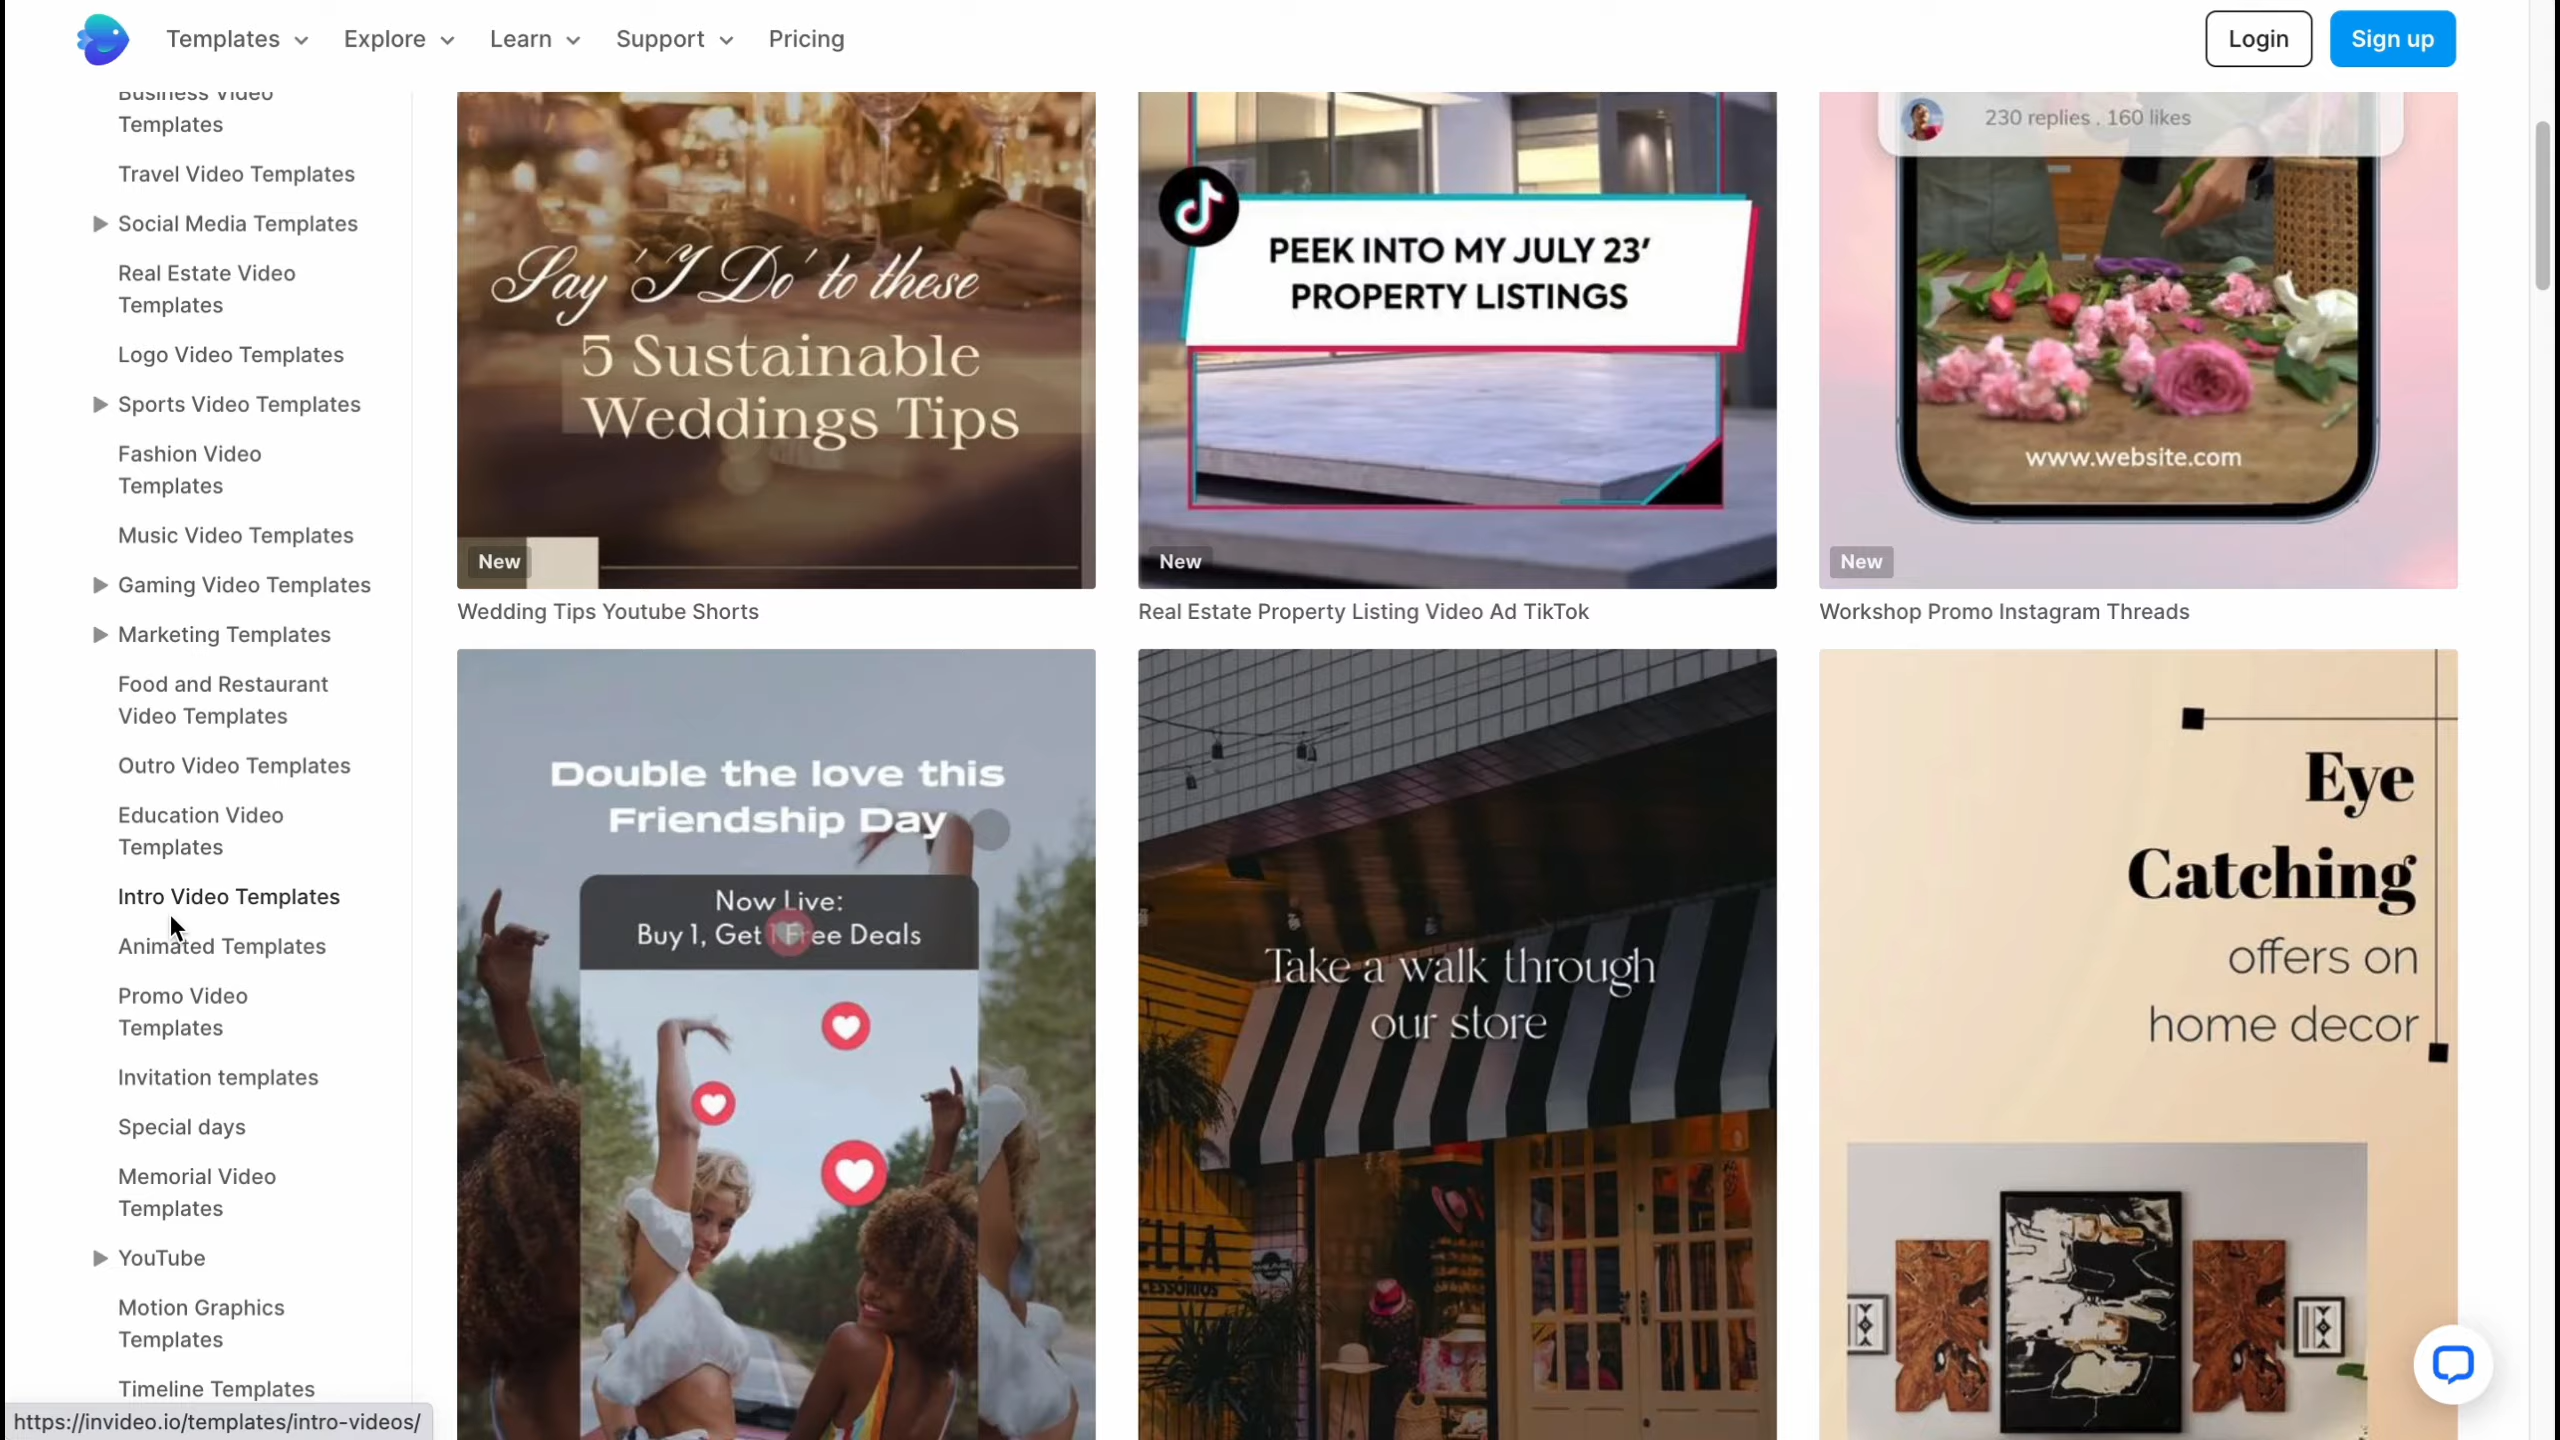 Templates
Explore
Learn
Support
Pricing
Login
Sign up
Business Video
Templates
Travel Video Templates
Social Media Templates
Real Estate Video
Templates
Logo Video Templates
Sports Video Templates
Fashion Video
Templates
Music Video Templates
Gaming Video Templates
Marketing Templates
Food and Restaurant
Video Templates
Outro Video Templates
Education Video
Templates
Intro Video Templates
Animated Templates
Promo Video
Templates
Invitation templates
Special days
Memorial Video
Templates
YouTube
Motion Graphics
Templates
Timeline Templates
https://invideo.io/templates/intro-videos/
Say 'I Do' to these
5 Sustainable
Weddings Tips
New
Wedding Tips Youtube Shorts
PEEK INTO MY JULY 23'
PROPERTY LISTINGS
New
Real Estate Property Listing Video Ad TikTok
230 replies . 160 likes
www.website.com
New
Workshop Promo Instagram Threads
Double the love this
Friendship Day
Now Live:
Buy 1, Get 1 Free Deals
Take a walk through
our store
ELLA
CESSÓRIOS
Eye
Catching
offers on
home decor